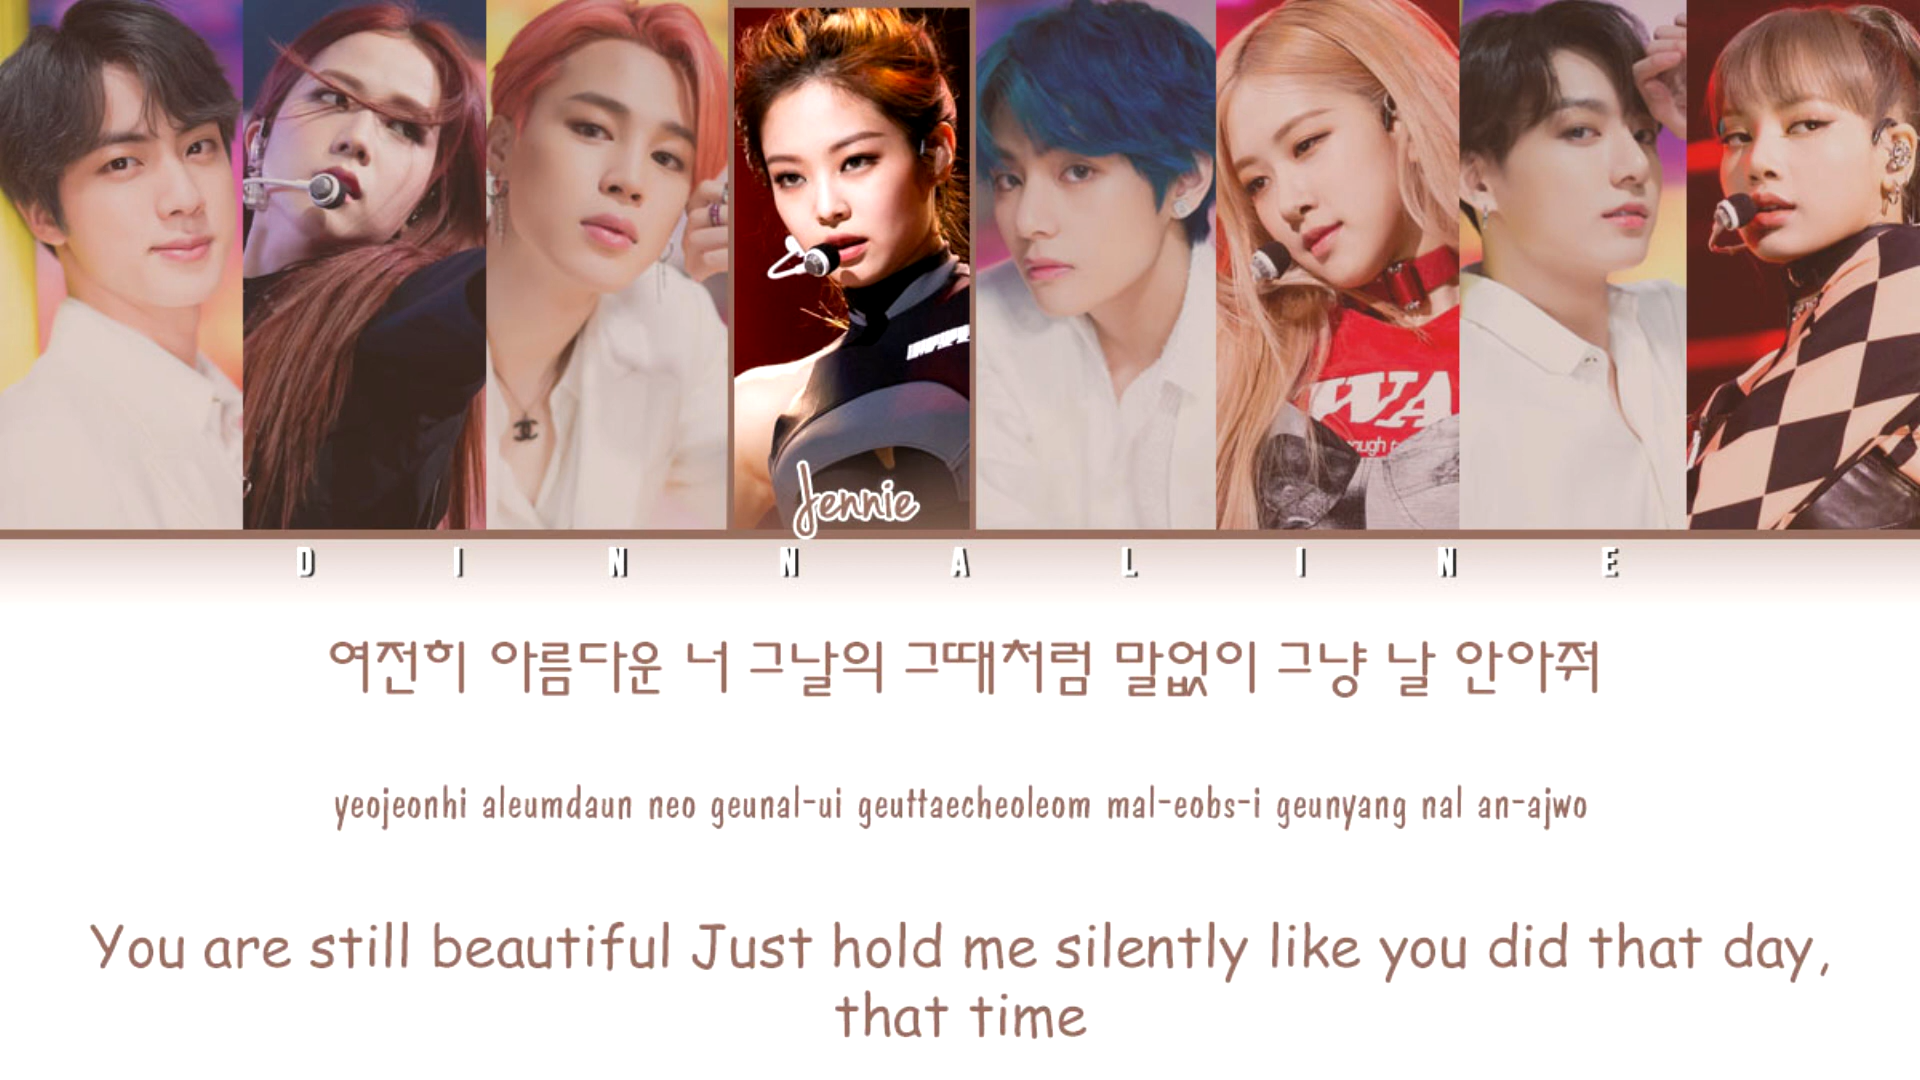 WA
Jennie
D I N N A L I N E
여전히 아름다운 너 그날의 그때처럼 말없이 그냥 날 안아줘
yeojeonhi aleumdaun neo geunal-ui geuttaecheoleom mal-eobs-i geunyang nal an-ajwo
You are still beautiful Just hold me silently like you did that day,
that time